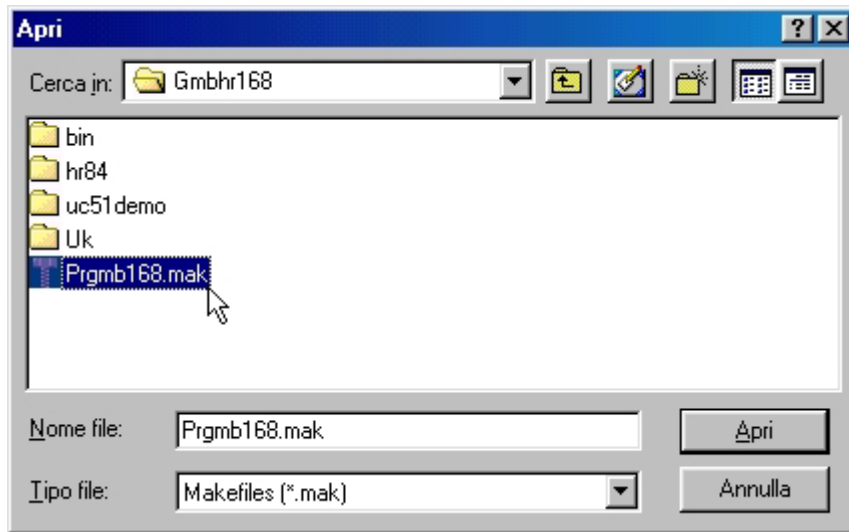 Apri
Cerca in: Gmbhr168
bin
hr84
uc51demo
Uk
Prgmb168.mak
Nome file: Prgmb168.mak Apri
Tipo file: Makefiles (*.mak) Annulla